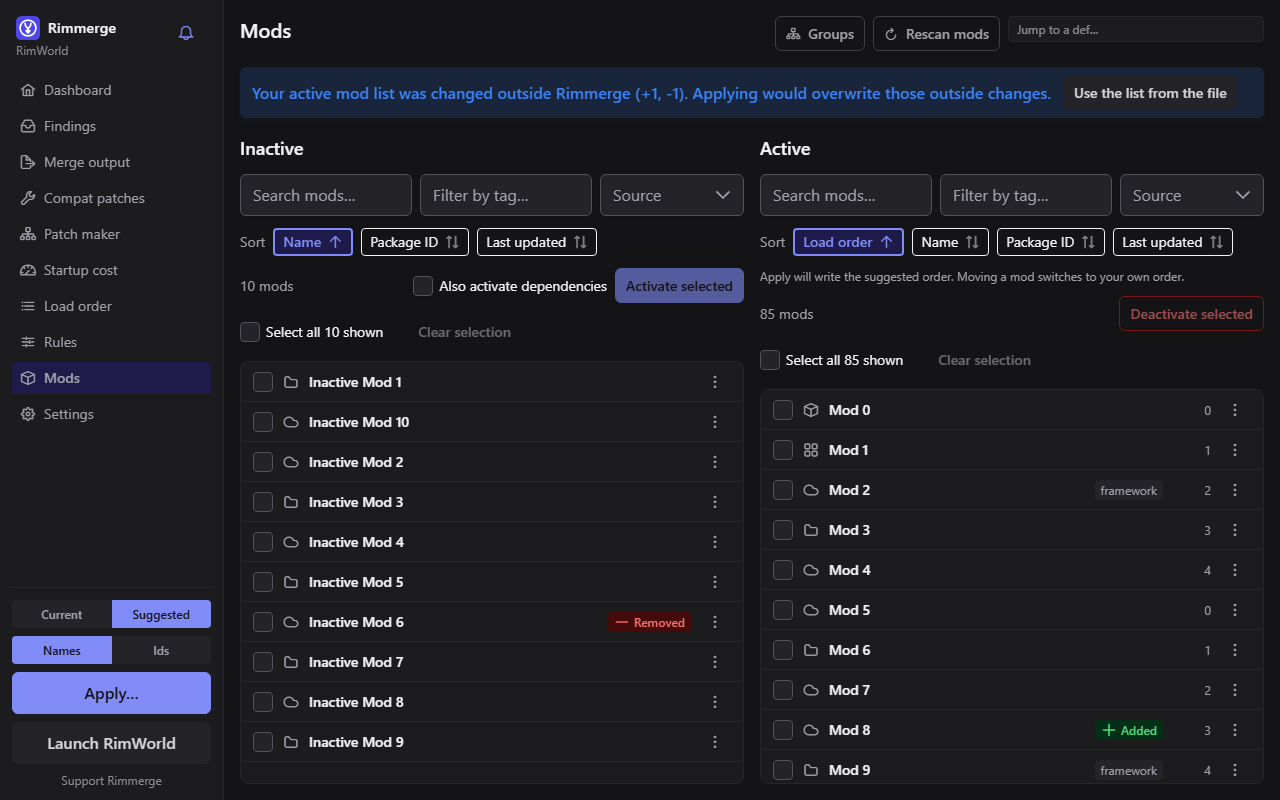 Rimmerge
RimWorld
Dashboard
Findings
Merge output
Compat patches
Patch maker
Startup cost
Load order
Rules
Mods
Settings
Current
Suggested
Names
Ids
Apply...
Launch RimWorld
Support Rimmerge
Mods
Groups
Rescan mods
Jump to a def...
Your active mod list was changed outside Rimmerge (+1, -1). Applying would overwrite those outside changes.
Use the list from the file
Inactive
Search mods...
Filter by tag...
Source
Sort
Name
Package ID
Last updated
10 mods
Also activate dependencies
Activate selected
Select all 10 shown
Clear selection
Inactive Mod 1
Inactive Mod 10
Inactive Mod 2
Inactive Mod 3
Inactive Mod 4
Inactive Mod 5
Inactive Mod 6
Removed
Inactive Mod 7
Inactive Mod 8
Inactive Mod 9
Active
Search mods...
Filter by tag...
Source
Sort
Load order
Name
Package ID
Last updated
Apply will write the suggested order. Moving a mod switches to your own order.
85 mods
Deactivate selected
Select all 85 shown
Clear selection
Mod 0
0
Mod 1
1
Mod 2
framework
2
Mod 3
3
Mod 4
4
Mod 5
0
Mod 6
1
Mod 7
2
Mod 8
Added
3
Mod 9
framework
4